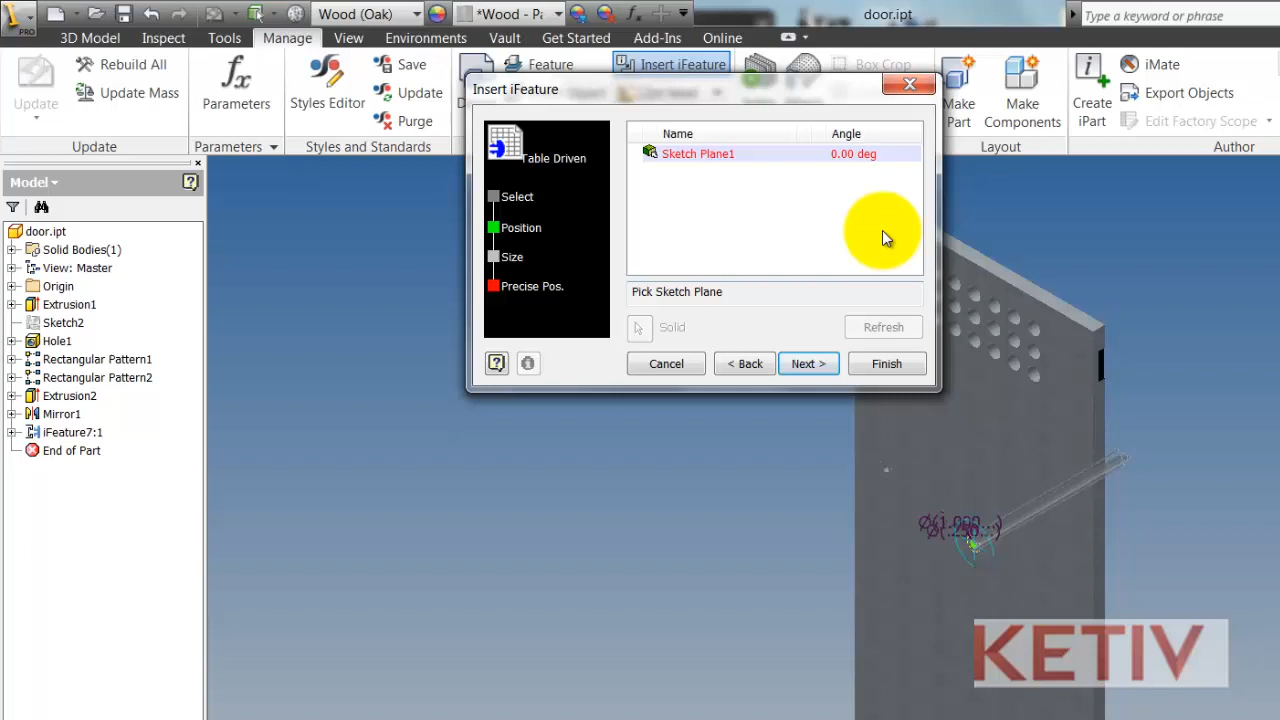 PRO
Wood (Oak)
*Wood - Pa
door.ipt
Type a keyword or phrase
3D Model Inspect Tools Manage View Environments Vault Get Started Add-Ins Online
Update
Rebuild All
Update Mass
Update
Parameters
Parameters
Styles Editor
Save
Update
Purge
Styles and Standards
Feature
Insert iFeature
Box Crop
Make Part
Make Components
Layout
Create iPart
iMate
Export Objects
Edit Factory Scope
Author
Model
door.ipt
Solid Bodies(1)
View: Master
Origin
Extrusion1
Sketch2
Hole1
Rectangular Pattern1
Rectangular Pattern2
Extrusion2
Mirror1
iFeature7:1
End of Part
Insert iFeature
Table Driven
Select
Position
Size
Precise Pos.
Name Angle
Sketch Plane1 0.00 deg
Pick Sketch Plane
Solid
Refresh
Cancel
< Back
Next >
Finish
KETIV